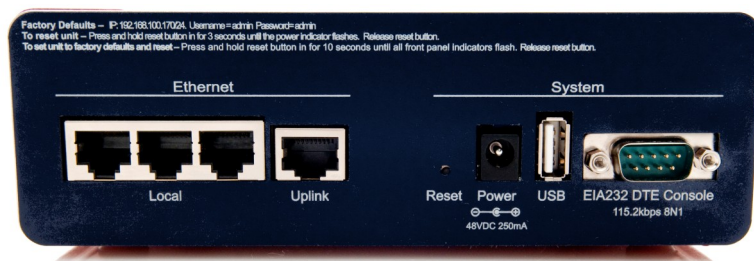 Factory Defaults – IP: 192.168.100.170/24. Username = admin Password = admin
To reset unit – Press and hold reset button in for 3 seconds until the power indicator flashes. Release reset button.
To set unit to factory defaults and reset – Press and hold reset button in for 10 seconds until all front panel indicators flash. Release reset button.
Ethernet
System
Local
Uplink
Reset
Power
USB
EIA232 DTE Console
48VDC 250mA
115.2kbps 8N1